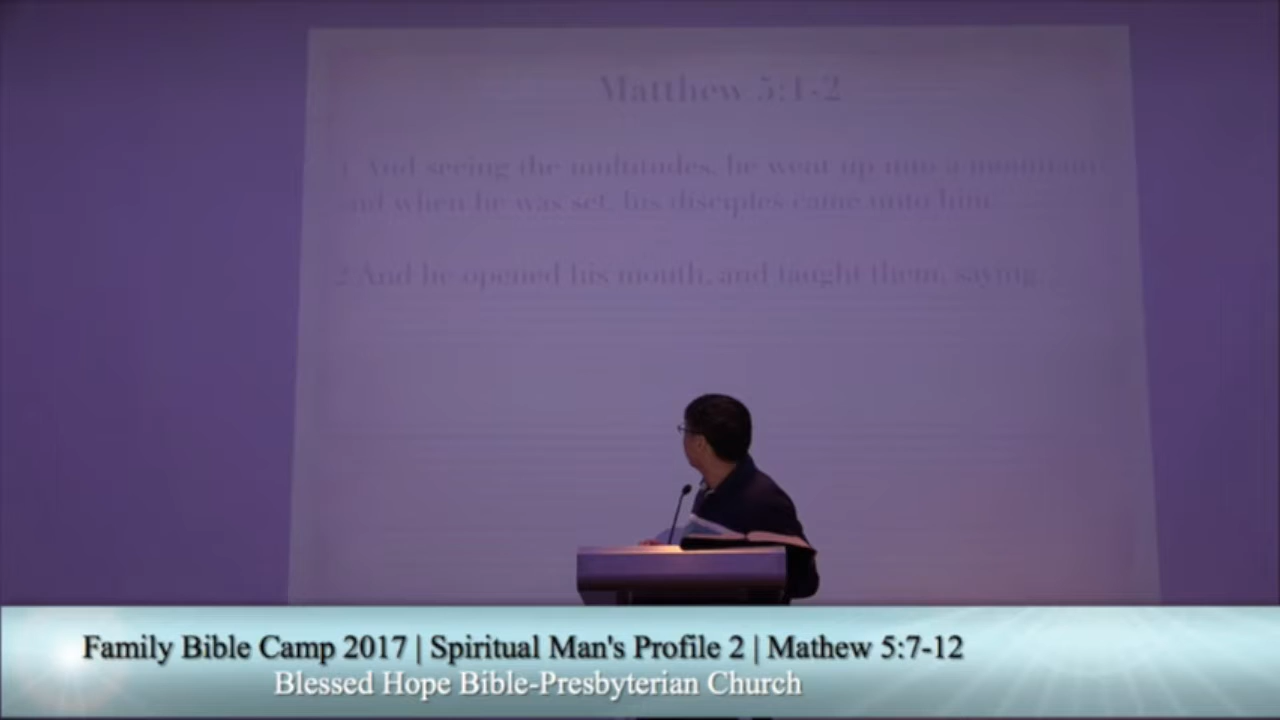 Matthew 5:1-2
1 And seeing the multitudes, he went up into a mountain:
and when he was set, his disciples came unto him
2 And he opened his mouth, and taught them, saying
Family Bible Camp 2017 | Spiritual Man's Profile 2 | Mathew 5:7-12
Blessed Hope Bible-Presbyterian Church